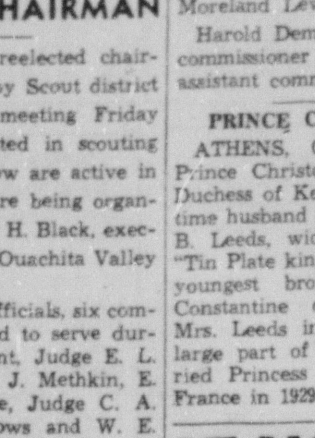 HAIRMAN
reelected chair-
y Scout district
meeting Friday
ted in scouting
w are active in
re being organ-
H. Black, exec-
Ouachita Valley
fficials, six com-
d to serve dur-
nt, Judge E. L.
J. Methkin, E.
e, Judge C. A.
ows and W. E.
Moreland Lev
Harold Dem
commissioner
assistant comm
PRINCE C
ATHENS,
Prince Christo
Duchess of Ke
time husband
B. Leeds, wid
"Tin Plate kin
youngest bro
Constantine
Mrs. Leeds in
large part of
ried Princess
France in 1929